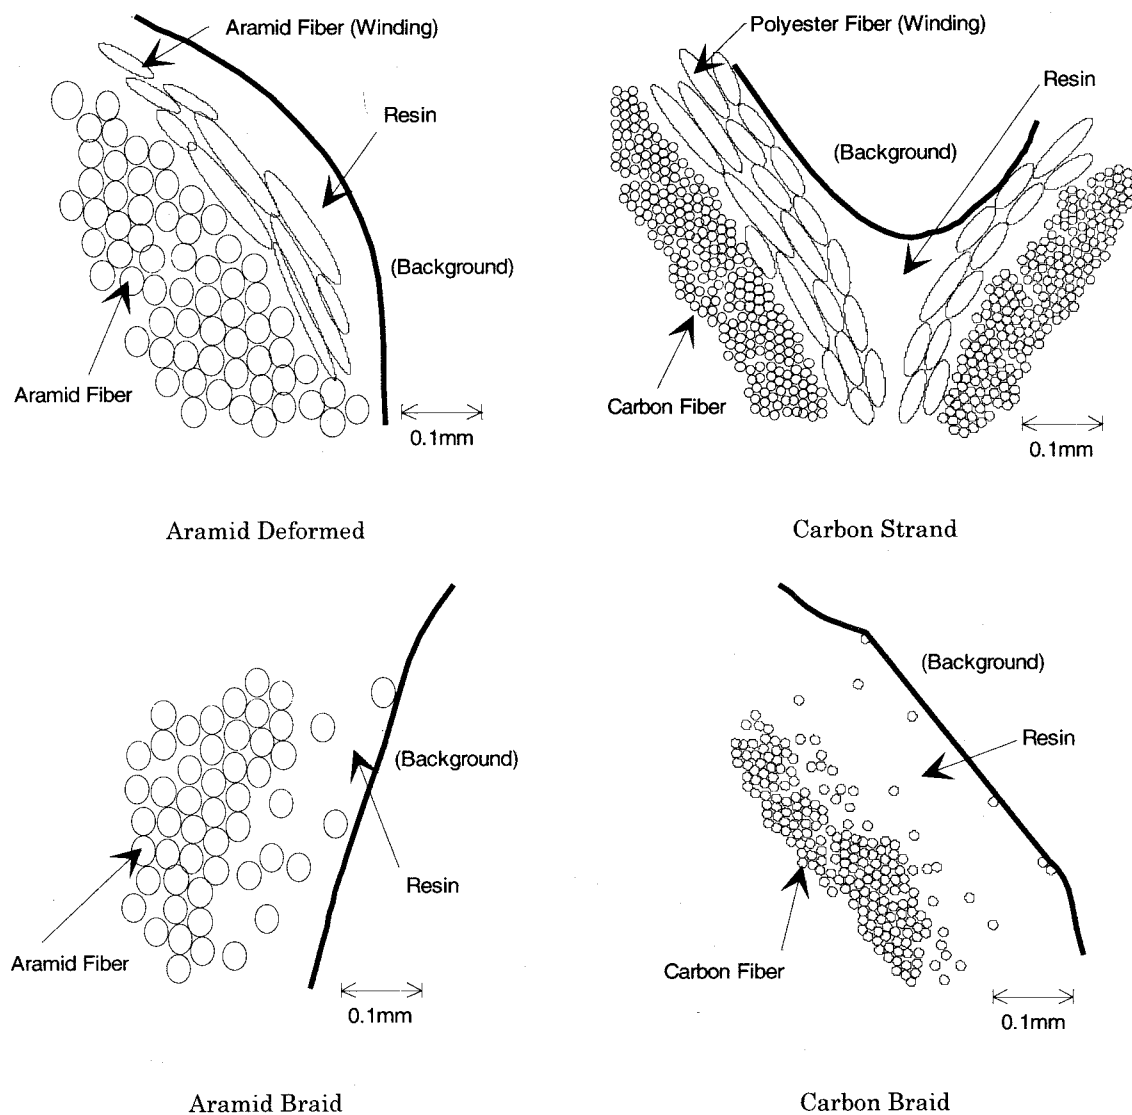 Aramid Fiber (Winding)
Resin
(Background)
Aramid Fiber
0.1mm
Aramid Deformed
Polyester Fiber (Winding)
Resin
(Background)
Carbon Fiber
0.1mm
Carbon Strand
(Background)
Resin
Aramid Fiber
0.1mm
Aramid Braid
(Background)
Resin
Carbon Fiber
0.1mm
Carbon Braid